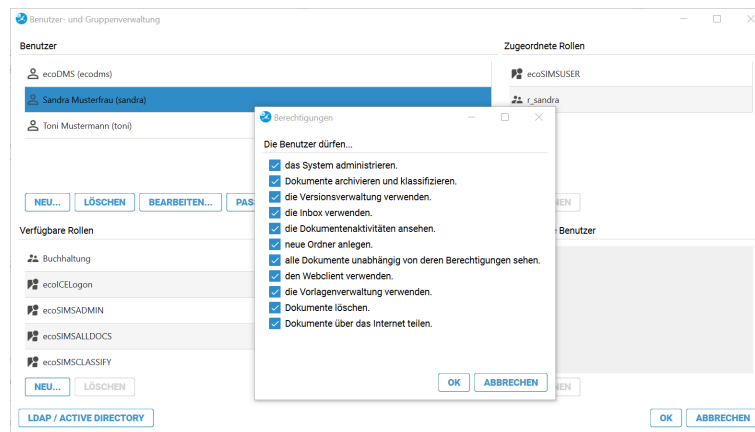 Benutzer- und Gruppenverwaltung
Benutzer
Zugeordnete Rollen
ecoDMS (ecodms)
ecoSIMSUSER
Sandra Musterfrau (sandra)
r_sandra
Toni Mustermann (toni)
Berechtigungen
Die Benutzer dürfen...
das System administrieren.
Dokumente archivieren und klassifizieren.
die Versionsverwaltung verwenden.
die Inbox verwenden.
die Dokumentenaktivitäten ansehen.
neue Ordner anlegen.
alle Dokumente unabhängig von deren Berechtigungen sehen.
den Webclient verwenden.
die Vorlagenverwaltung verwenden.
Dokumente löschen.
Dokumente über das Internet teilen.
OK ABBRECHEN
NEU... LÖSCHEN BEARBEITEN... PAS
EN
Verfügbare Rollen
Benutzer
Buchhaltung
ecoICELogon
ecoSIMSADMIN
ecoSIMSALLDOCS
ecoSIMSCLASSIFY
NEU... LÖSCHEN
EN
LDAP / ACTIVE DIRECTORY
OK ABBRECHEN